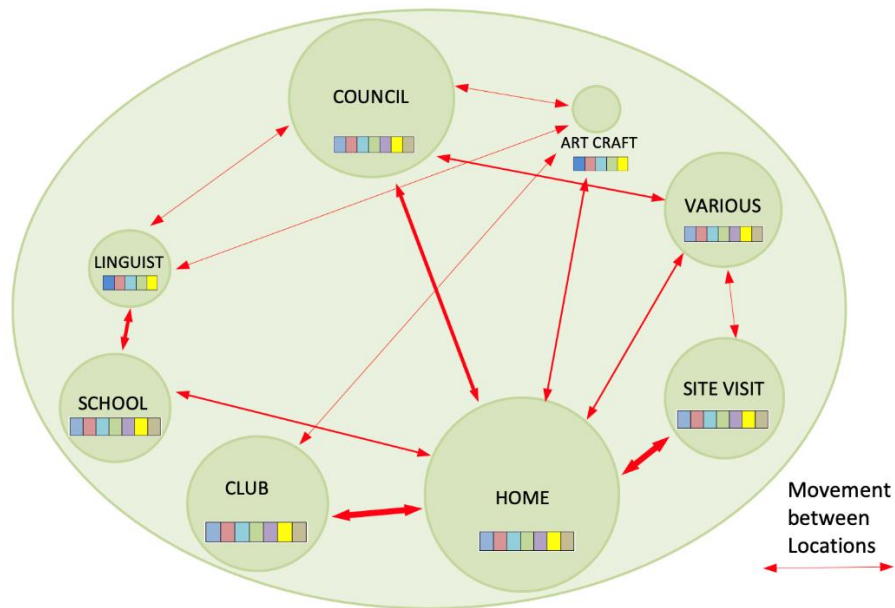 COUNCIL
ART CRAFT
VARIOUS
LINGUIST
SITE VISIT
SCHOOL
CLUB
HOME
Movement
between
Locations